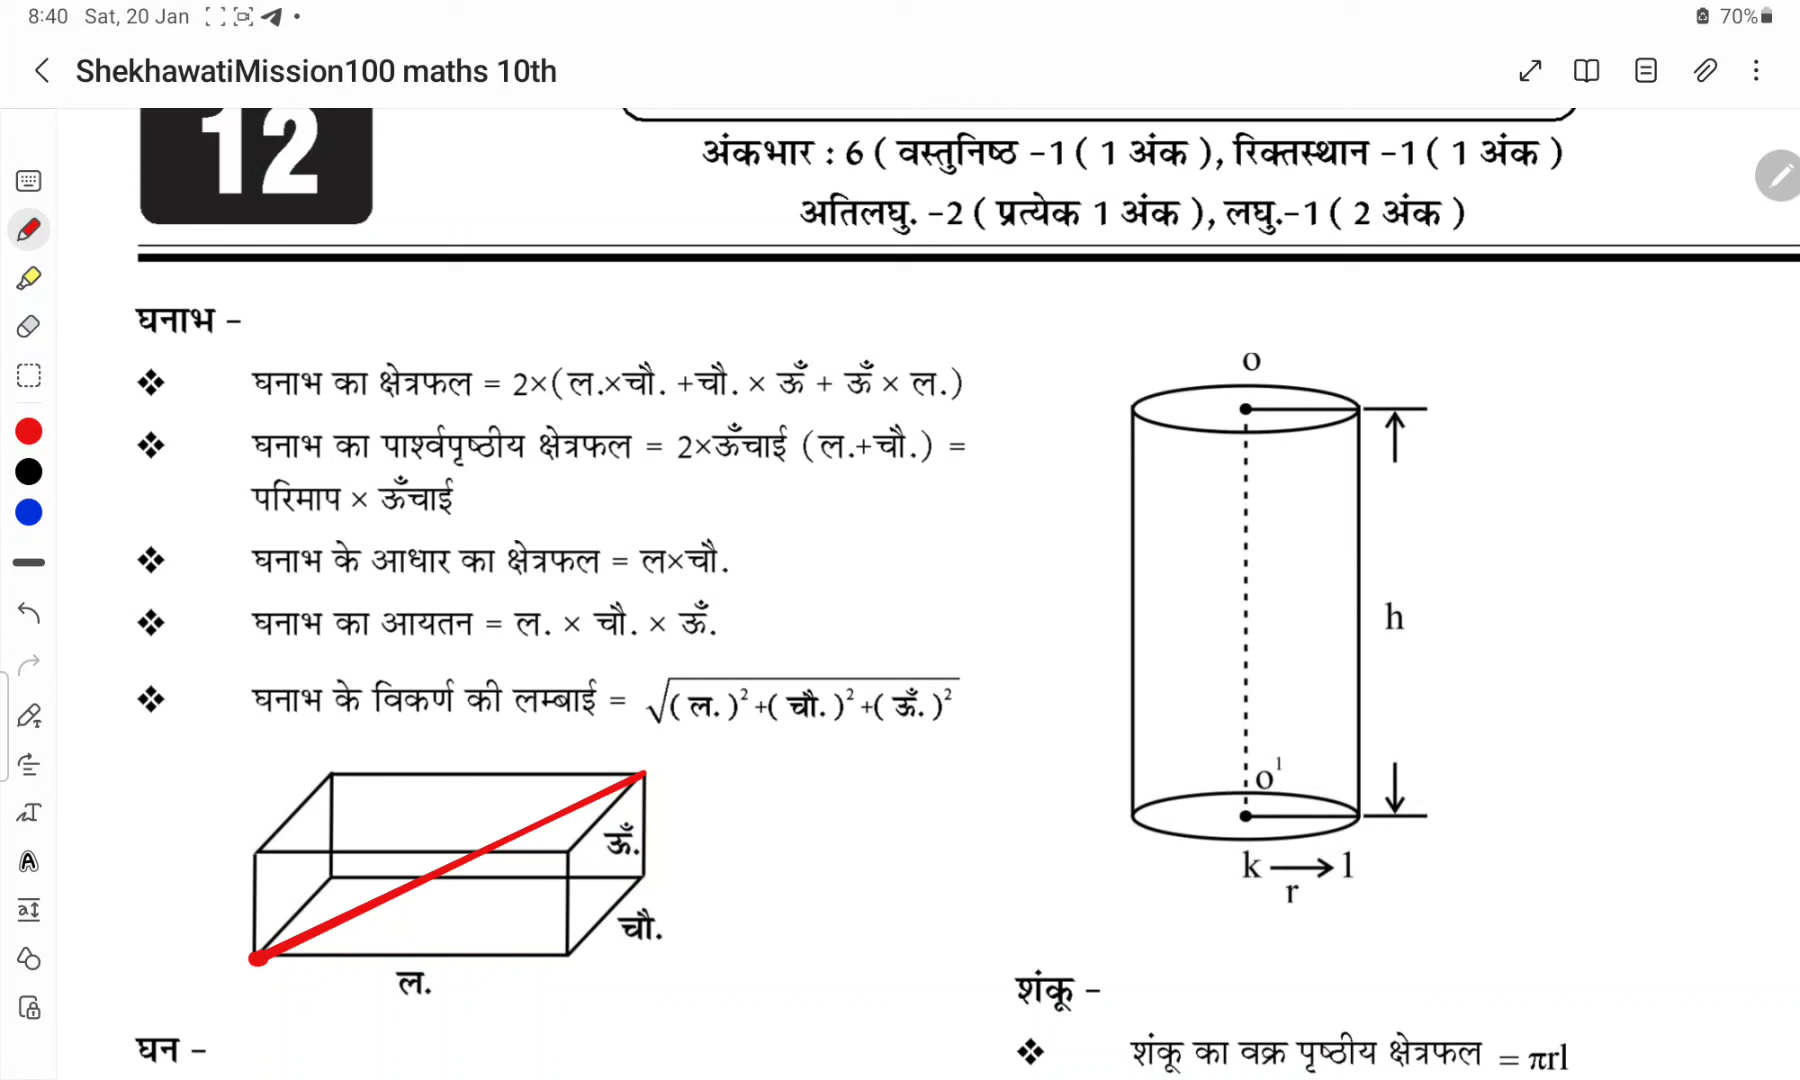 8:40 Sat, 20 Jan
70%
ShekhawatiMission100 maths 10th
12
अंकभार : 6 ( वस्तुनिष्ठ -1 ( 1 अंक ), रिक्तस्थान -1 ( 1 अंक )
अतिलघु. -2 ( प्रत्येक 1 अंक ), लघु.-1 ( 2 अंक )
घनाभ -
❖ घनाभ का क्षेत्रफल = 2×(ल.×चौ. +चौ. × ऊँ + ऊँ × ल.)
❖ घनाभ का पार्श्वपृष्ठीय क्षेत्रफल = 2×ऊँचाई (ल.+चौ.) =
परिमाप × ऊँचाई
❖ घनाभ के आधार का क्षेत्रफल = ल×चौ.
❖ घनाभ का आयतन = ल. × चौ. × ऊँ.
❖ घनाभ के विकर्ण की लम्बाई = √( ल. )²+( चौ. )²+( ऊँ. )²
ऊँ.
चौ.
ल.
घन -
o
h
o¹
k → l
r
शंकू -
❖ शंकू का वक्र पृष्ठीय क्षेत्रफल = πrl